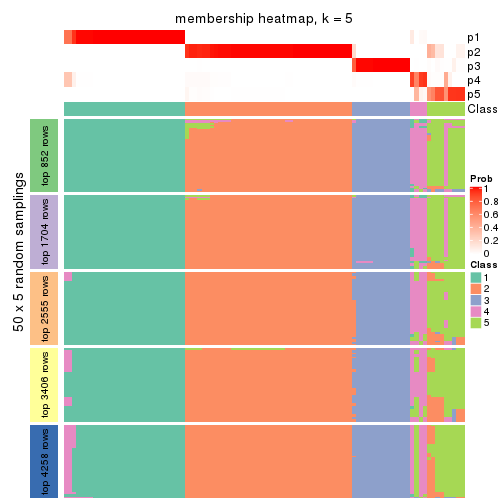 membership heatmap, k = 5
p1
p2
p3
p4
p5
Class
50 x 5 random samplings
top 852 rows
top 1704 rows
top 2555 rows
top 3406 rows
top 4258 rows
Prob
1
0.8
0.6
0.4
0.2
0
Class
1
2
3
4
5